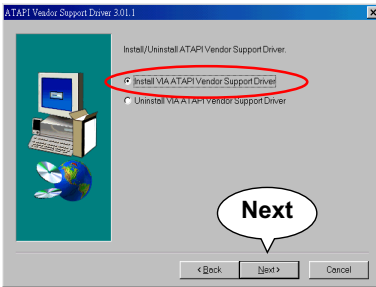 ATAPI Vendor Support Driver 3.01.1
Install/Uninstall ATAPI Vendor Support Driver.
Install VIA ATAPI Vendor Support Driver
Uninstall VIA ATAPI Vendor Support Driver
Next
< Back
Next >
Cancel